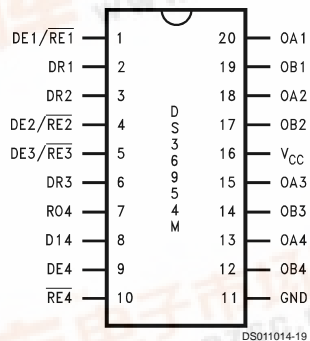 DE1/RE1 1 20 OA1
DR1 2 19 OB1
DR2 3 18 OA2
DE2/RE2 4 17 OB2
DE3/RE3 5 16 VCC
DR3 6 15 OA3
RO4 7 14 OB3
D14 8 13 OA4
DE4 9 12 OB4
RE4 10 11 GND
DS36954M
DS011014-19